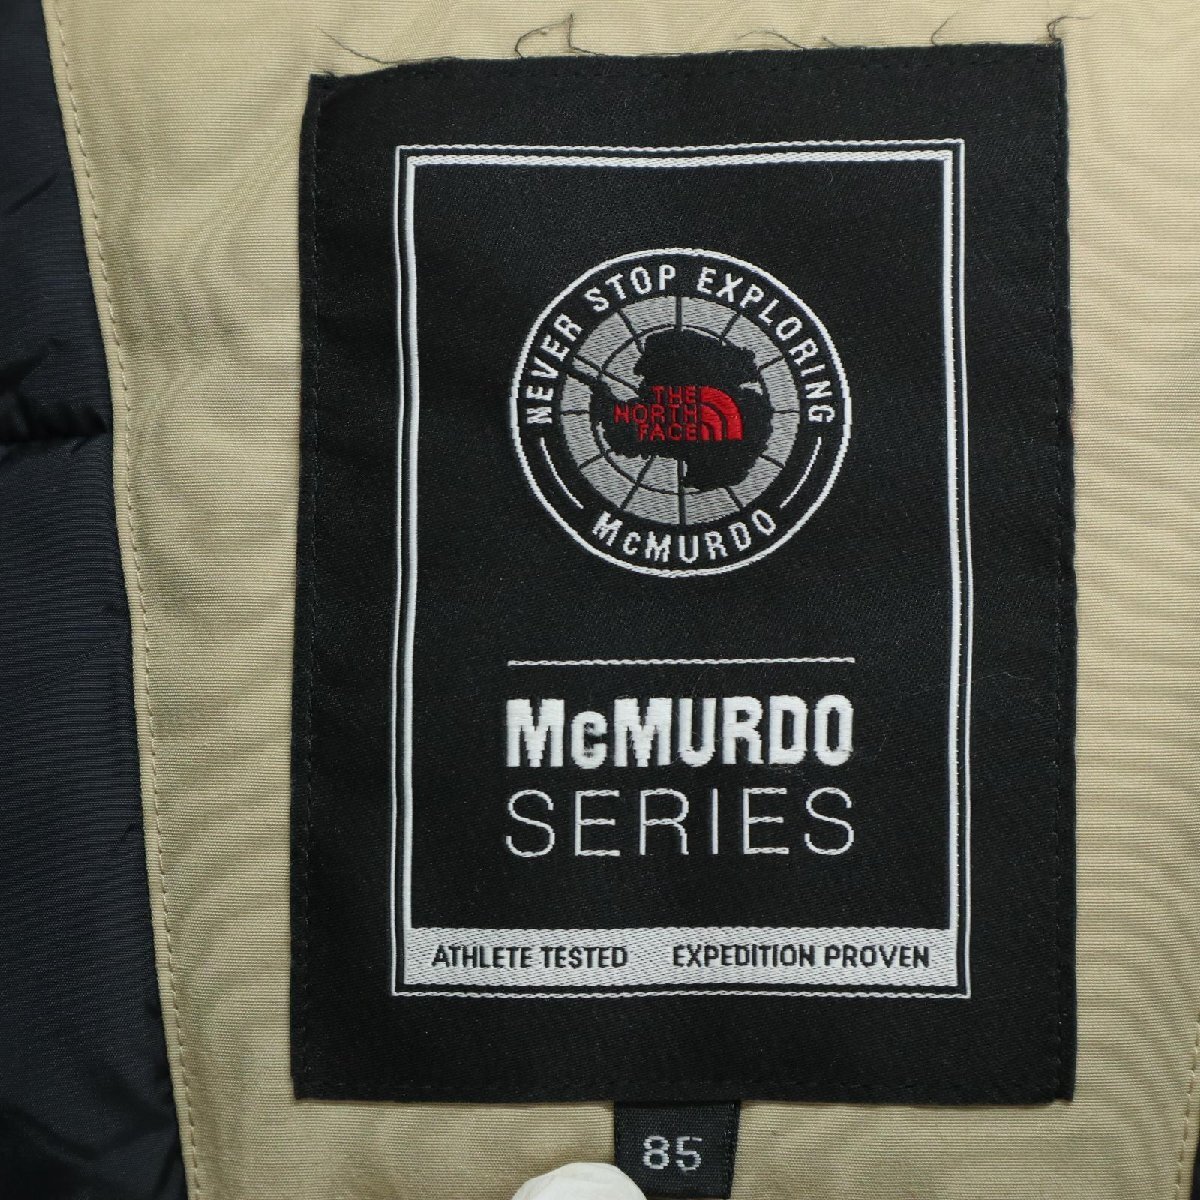 NEVER STOP EXPLORING
THE
NORTH
FACE
McMURDO
McMURDO
SERIES
ATHLETE TESTED EXPEDITION PROVEN
85